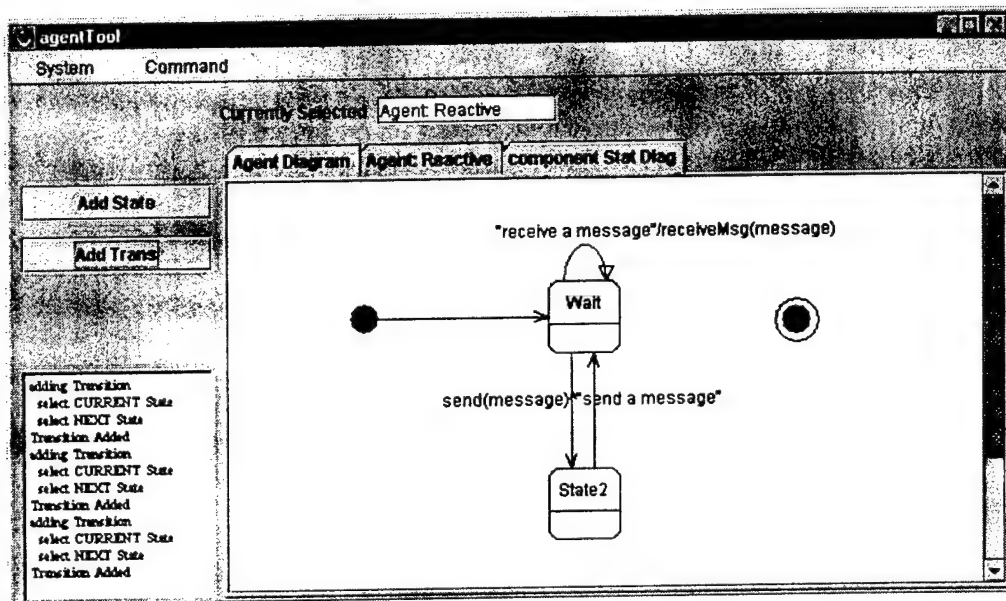 agentTool
System Command
Currently Selected Agent: Reactive
Agent Diagram Agent: Reactive component Stat Diag
Add State
Add Trans
"receive a message"/receiveMsg(message)
Wait
send(message) ^"send a message"
State2
adding Transition
select CURRENT State
select NEXT State
Transition Added
adding Transition
select CURRENT State
select NEXT State
Transition Added
adding Transition
select CURRENT State
select NEXT State
Transition Added